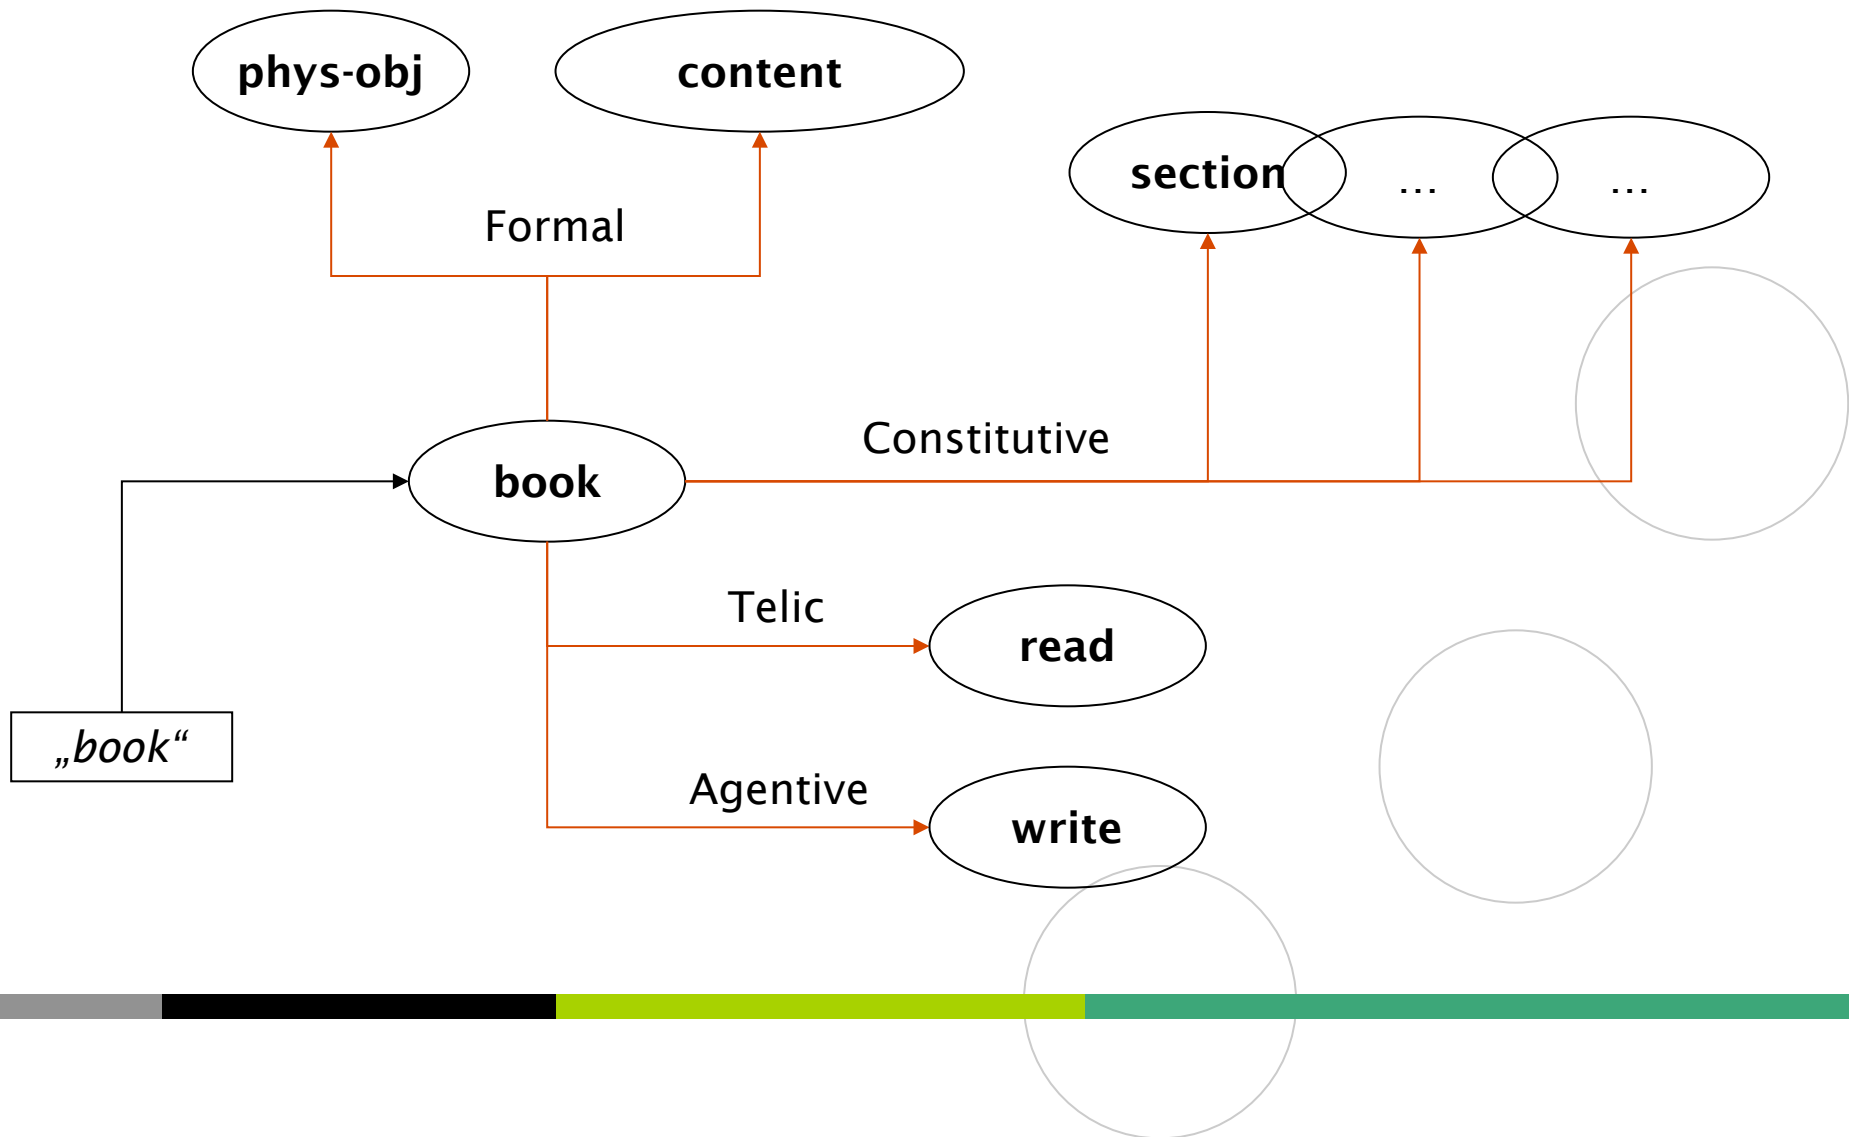 phys-obj
content
section
…
…
Formal
Constitutive
book
Telic
read
„book“
Agentive
write